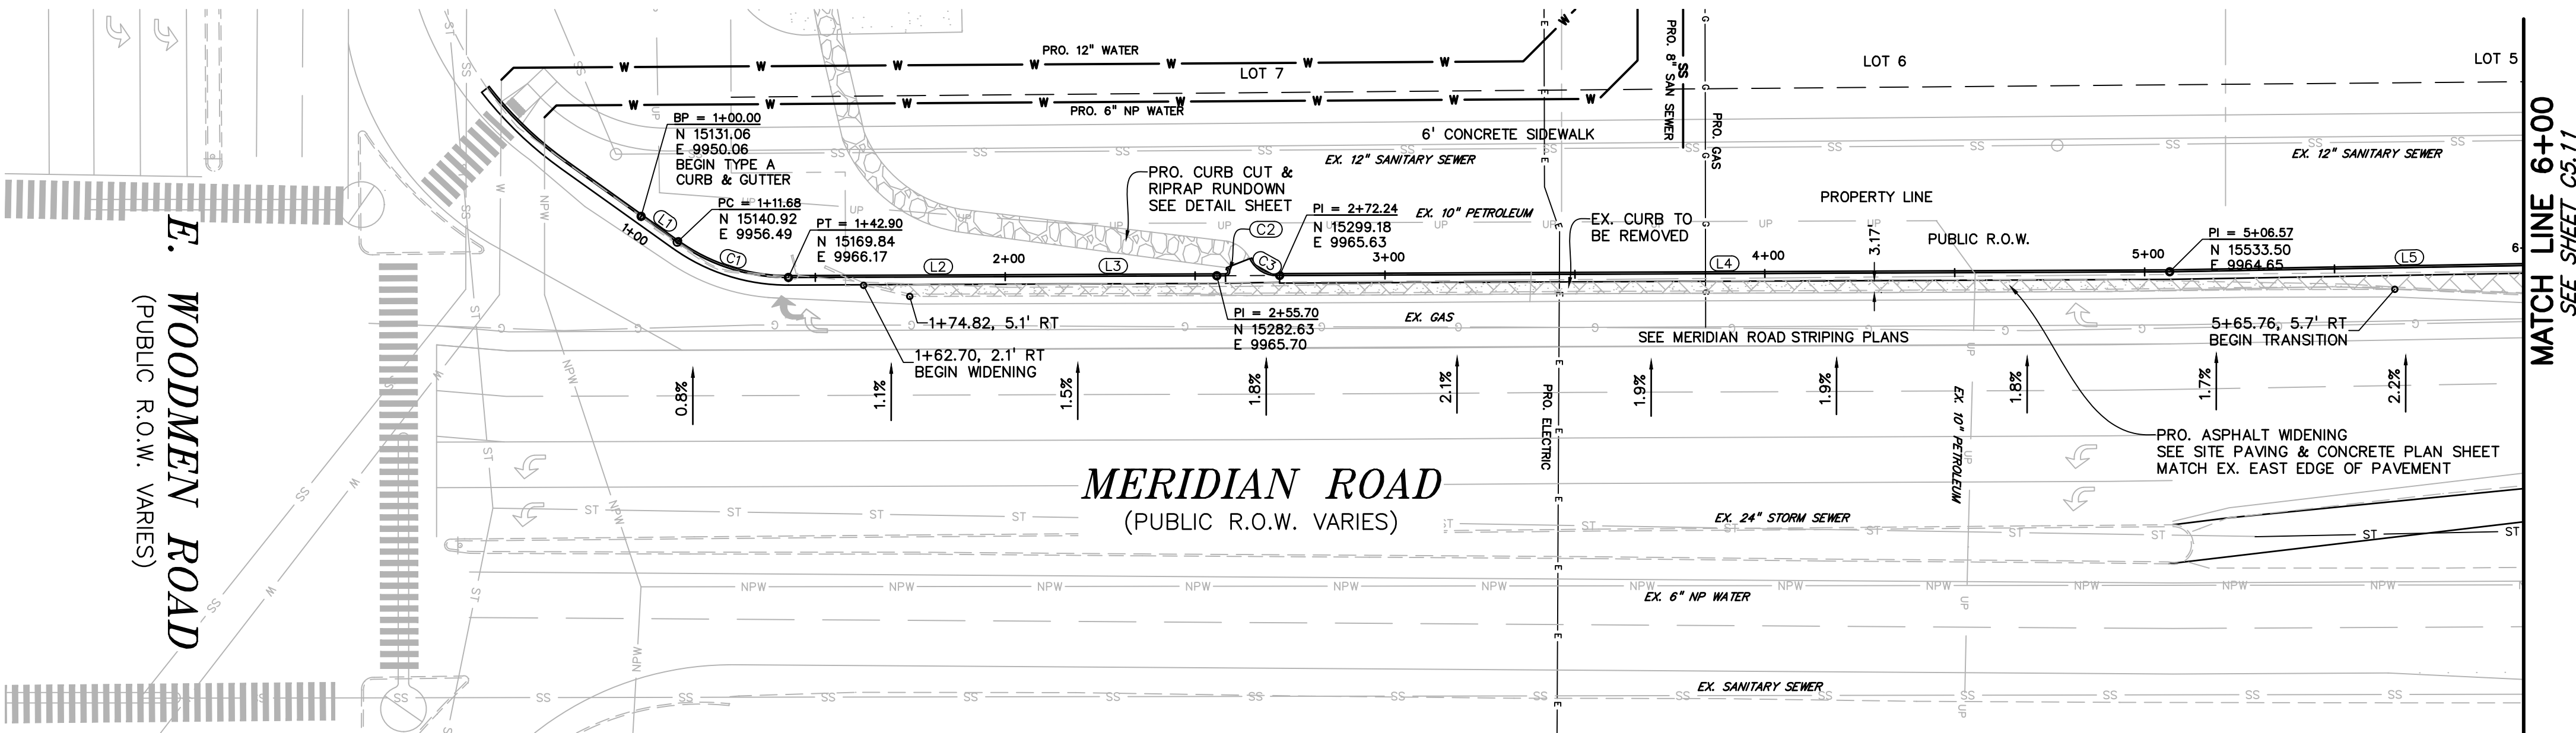 PRO. 12" WATER
LOT 7
PRO. 6" NP WATER
PRO. 8" SAN SEWER
SS
PRO. GAS
LOT 6
LOT 5
MATCH LINE 6+00
SEE SHEET C5.11
BP = 1+00.00
N 15131.06
E 9950.06
BEGIN TYPE A
CURB & GUTTER
PC = 1+11.68
N 15140.92
E 9956.49
PT = 1+42.90
N 15169.84
E 9966.17
6' CONCRETE SIDEWALK
EX. 12" SANITARY SEWER
EX. 12" SANITARY SEWER
PRO. CURB CUT &
RIPRAP RUNDOWN
SEE DETAIL SHEET
PI = 2+72.24
N 15299.18
E 9965.63
EX. 10" PETROLEUM
EX. CURB TO
BE REMOVED
PROPERTY LINE
PUBLIC R.O.W.
3.17'
PI = 5+06.57
N 15533.50
E 9964.65
L1
1+00
C1
L2
2+00
L3
C2
C3
3+00
L4
4+00
5+00
L5
6
1+74.82, 5.1' RT
1+62.70, 2.1' RT
BEGIN WIDENING
PI = 2+55.70
N 15282.63
E 9965.70
EX. GAS
SEE MERIDIAN ROAD STRIPING PLANS
5+65.76, 5.7' RT
BEGIN TRANSITION
0.8%
1.1%
1.5%
1.8%
2.1%
1.9%
1.9%
1.8%
1.7%
2.2%
PRO. ELECTRIC
EX. 10" PETROLEUM
PRO. ASPHALT WIDENING
SEE SITE PAVING & CONCRETE PLAN SHEET
MATCH EX. EAST EDGE OF PAVEMENT
E. WOODMEN ROAD
(PUBLIC R.O.W. VARIES)
MERIDIAN ROAD
(PUBLIC R.O.W. VARIES)
EX. 24" STORM SEWER
EX. 6" NP WATER
EX. SANITARY SEWER